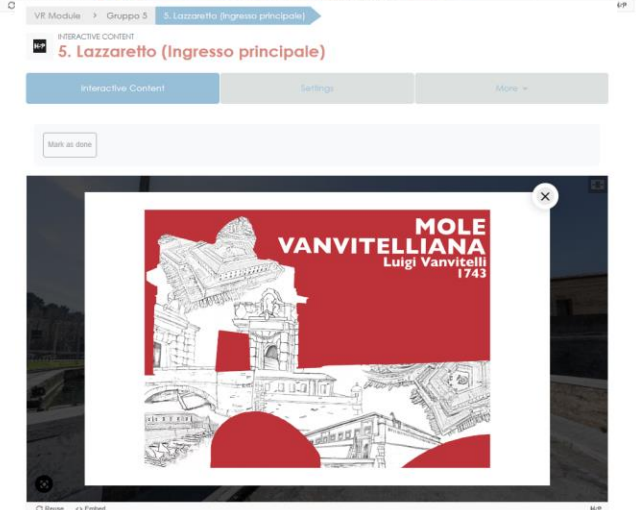 H-P
VR Module > Gruppo 5 5. Lazzaretto (Ingresso principale)
H-P
INTERACTIVE CONTENT
5. Lazzaretto (Ingresso principale)
Interactive Content
Settings
More
Mark as done
MOLE
VANVITELLIANA
Luigi Vanvitelli
1743
Reuse <> Embed
H-P